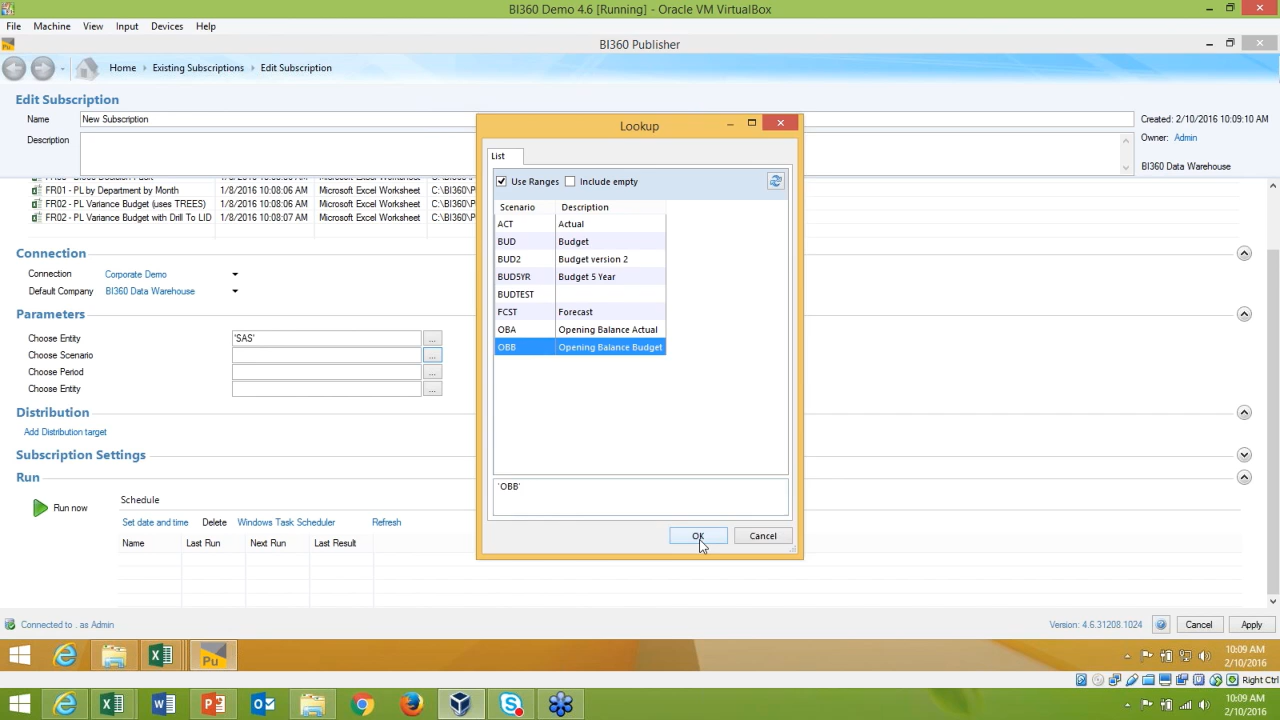 BI360 Demo 4.6 [Running] - Oracle VM VirtualBox
File Machine View Input Devices Help
Pu BI360 Publisher
Home Existing Subscriptions Edit Subscription
Edit Subscription
Name New Subscription Created: 2/10/2016 10:09:10 AM
Description Owner: Admin
BI360 Data Warehouse
FR01 - PL by Department by Month 1/8/2016 10:08:06 AM Microsoft Excel Worksheet C:\BI360\P
FR02 - PL Variance Budget (uses TREES) 1/8/2016 10:08:06 AM Microsoft Excel Worksheet C:\BI360\P
FR02 - PL Variance Budget with Drill To LID 1/8/2016 10:08:07 AM Microsoft Excel Worksheet C:\BI360\P
Connection
Connection Corporate Demo
Default Company BI360 Data Warehouse
Parameters
Choose Entity 'SAS' ...
Choose Scenario ...
Choose Period ...
Choose Entity ...
Distribution
Add Distribution target
Subscription Settings
Run
Run now Schedule
Set date and time Delete Windows Task Scheduler Refresh
Name Last Run Next Run Last Result
Lookup
List
Use Ranges Include empty
Scenario Description
ACT Actual
BUD Budget
BUD2 Budget version 2
BUD5YR Budget 5 Year
BUDTEST
FCST Forecast
OBA Opening Balance Actual
OBB Opening Balance Budget
'OBB'
OK Cancel
Connected to . as Admin Version: 4.6.31208.1024 Cancel Apply
Pu 10:09 AM
2/10/2016
Right Ctrl
10:09 AM
2/10/2016